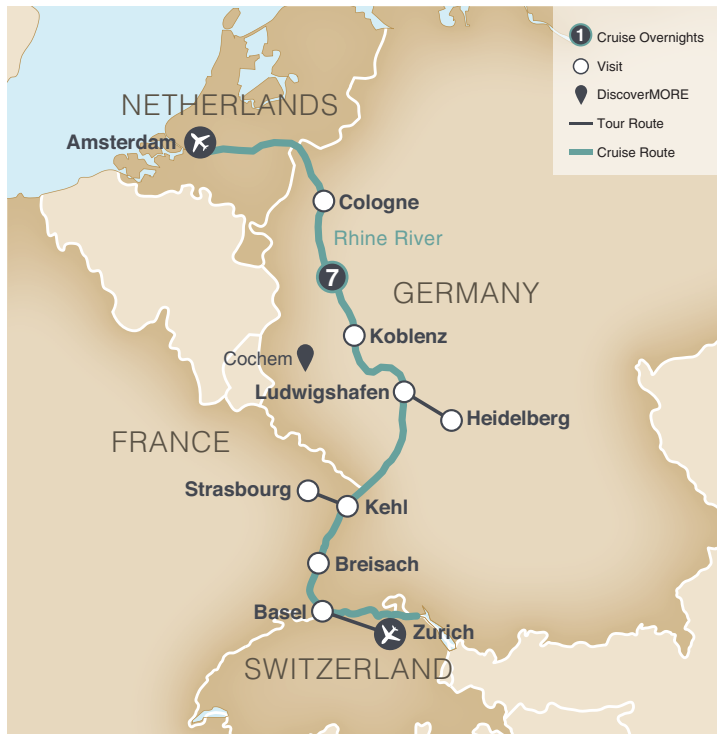 1 Cruise Overnights
Visit
DiscoverMORE
Tour Route
Cruise Route
NETHERLANDS
Amsterdam
Cologne
Rhine River
7
GERMANY
Koblenz
Cochem
Ludwigshafen
Heidelberg
FRANCE
Strasbourg
Kehl
Breisach
Basel
Zurich
SWITZERLAND